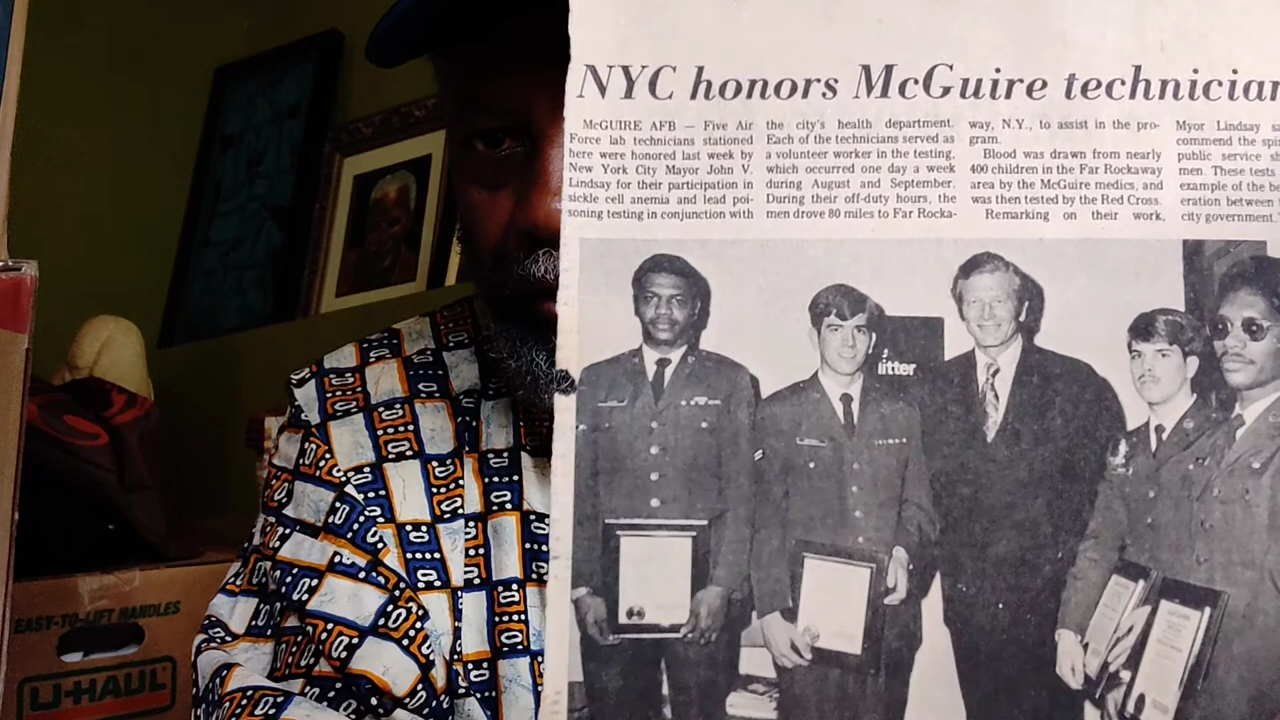 NYC honors McGuire technician
McGUIRE AFB — Five Air
Force lab technicians stationed
here were honored last week by
New York City Mayor John V.
Lindsay for their participation in
sickle cell anemia and lead poi-
soning testing in conjunction with
the city's health department.
Each of the technicians served as
a volunteer worker in the testing,
which occurred one day a week
during August and September.
During their off-duty hours, the
men drove 80 miles to Far Rocka-
way, N.Y., to assist in the pro-
gram.
Blood was drawn from nearly
400 children in the Far Rockaway
area by the McGuire medics, and
was then tested by the Red Cross.
Remarking on their work,
Myor Lindsay s
commend the spi
public service sh
men. These tests
example of the b
eration between
city government
itter
EASY-TO-LIFT HANDLES
U-HAUL